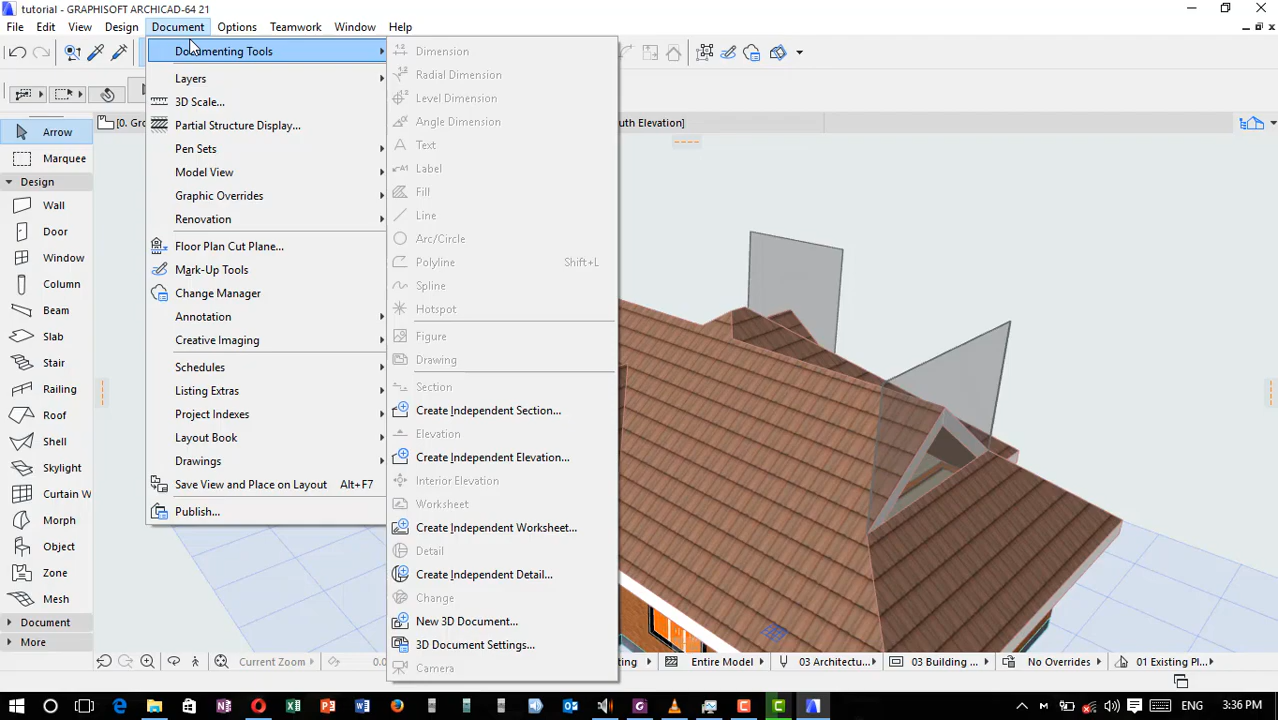 tutorial - GRAPHISOFT ARCHICAD-64 21
File Edit View Design Document Options Teamwork Window Help
Documenting Tools
Layers
3D Scale...
Partial Structure Display...
Pen Sets
Model View
Graphic Overrides
Renovation
Floor Plan Cut Plane...
Mark-Up Tools
Change Manager
Annotation
Creative Imaging
Schedules
Listing Extras
Project Indexes
Layout Book
Drawings
Save View and Place on Layout Alt+F7
Publish...
Dimension
Radial Dimension
Level Dimension
Angle Dimension
Text
Label
Fill
Line
Arc/Circle
Polyline Shift+L
Spline
Hotspot
Figure
Drawing
Section
Create Independent Section...
Elevation
Create Independent Elevation...
Interior Elevation
Worksheet
Create Independent Worksheet...
Detail
Create Independent Detail...
Change
New 3D Document...
3D Document Settings...
Camera
[0. Gro
uth Elevation]
Arrow
Marquee
Design
Wall
Door
Window
Column
Beam
Slab
Stair
Railing
Roof
Shell
Skylight
Curtain W
Morph
Object
Zone
Mesh
Document
More
Current Zoom 0.0 ting Entire Model 03 Architectu... 03 Building ... No Overrides 01 Existing Pl...
ENG 3:36 PM